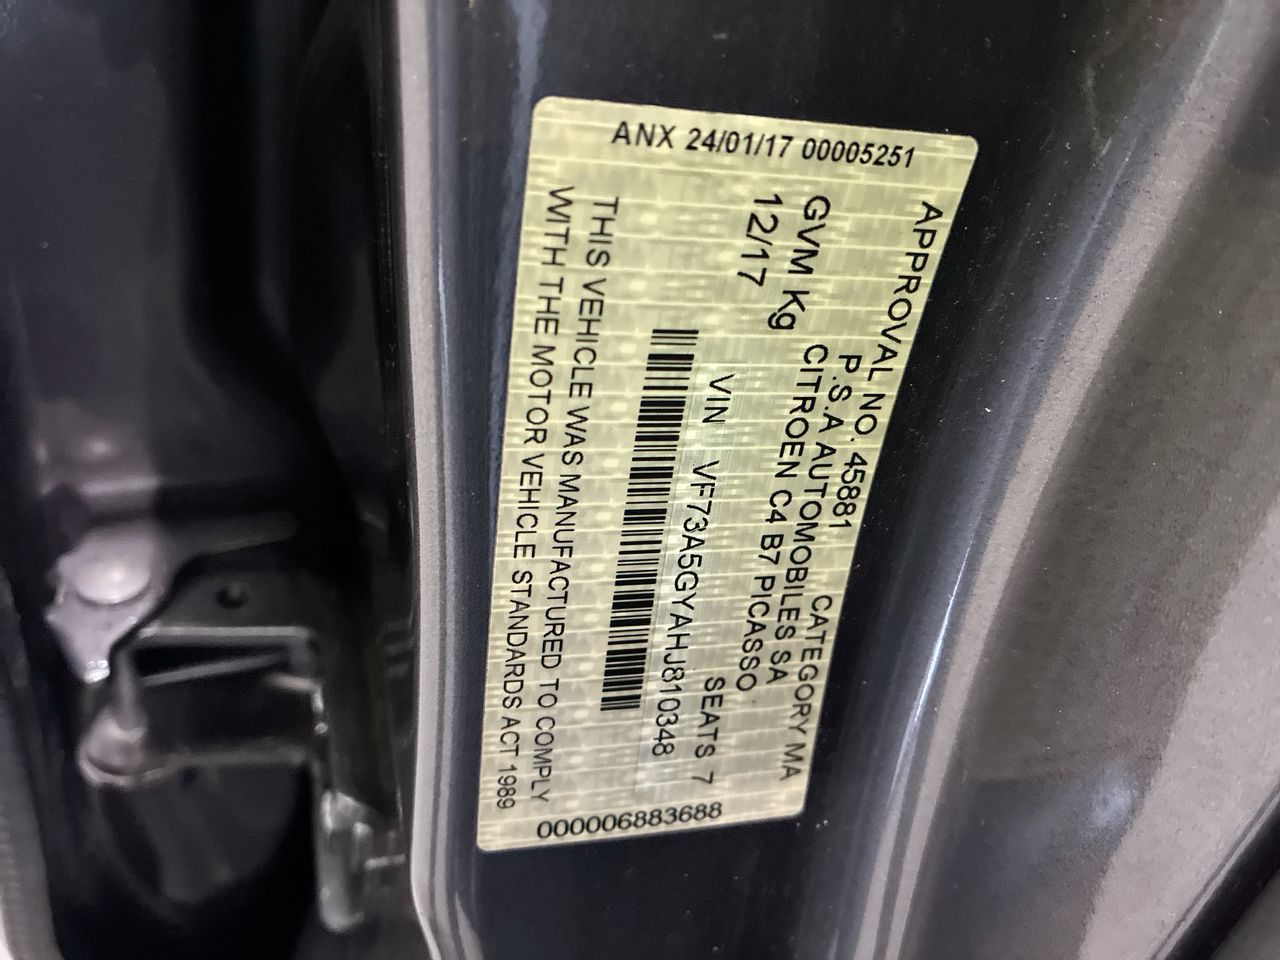 ANX 24/01/17 00005251
APPROVAL NO. 45881 CATEGORY MA
P.S.A AUTOMOBILES SA
GVM Kg CITROEN C4 B7 PICASSO
12/17 SEATS 7
VIN VF73A5GYAHJ810348
THIS VEHICLE WAS MANUFACTURED TO COMPLY
WITH THE MOTOR VEHICLE STANDARDS ACT 1989
000006883688